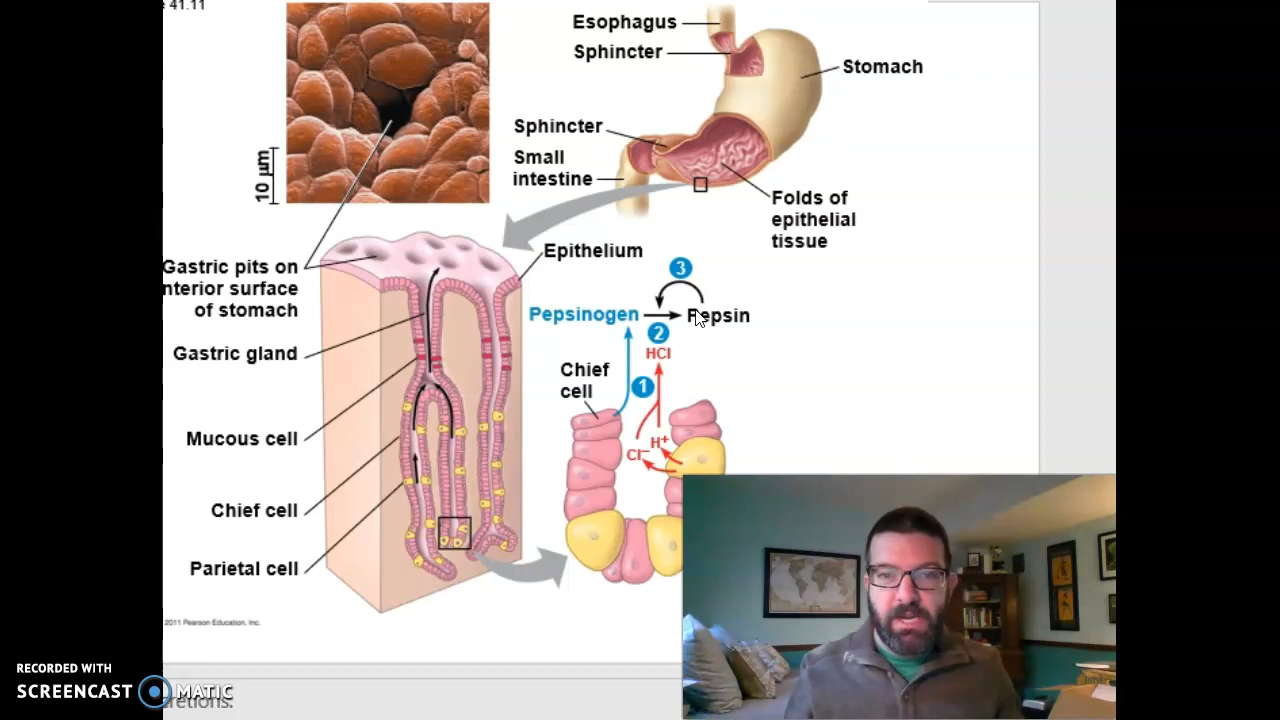 41.11
Esophagus
Sphincter
Stomach
Sphincter
Small
intestine
Folds of
epithelial
tissue
10 µm
Gastric pits on
nterior surface
of stomach
Epithelium
3
Pepsinogen
Pepsin
2
HCl
Gastric gland
Chief
cell
1
Mucous cell
H+
Cl–
Chief cell
Parietal cell
2011 Pearson Education, Inc.
RECORDED WITH
SCREENCAST MATIC
cretions.